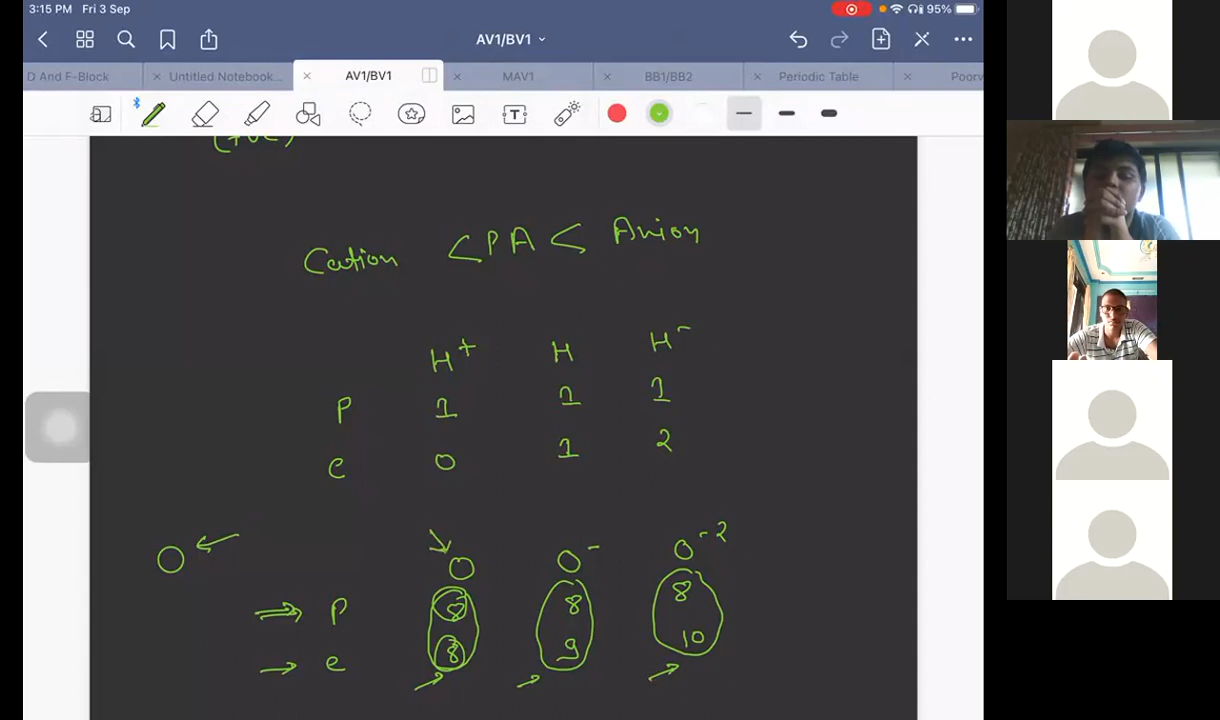 3:15 PM Fri 3 Sep
95%
AV1/BV1
D And F-Block
Untitled Notebook...
AV1/BV1
MAV1
BB1/BB2
Periodic Table
Poorv
Cation < PA < Anion
H+ H H-
P 1 1 1
e 0 1 2
O O O- O-2
P 8 8 8
e 8 9 10